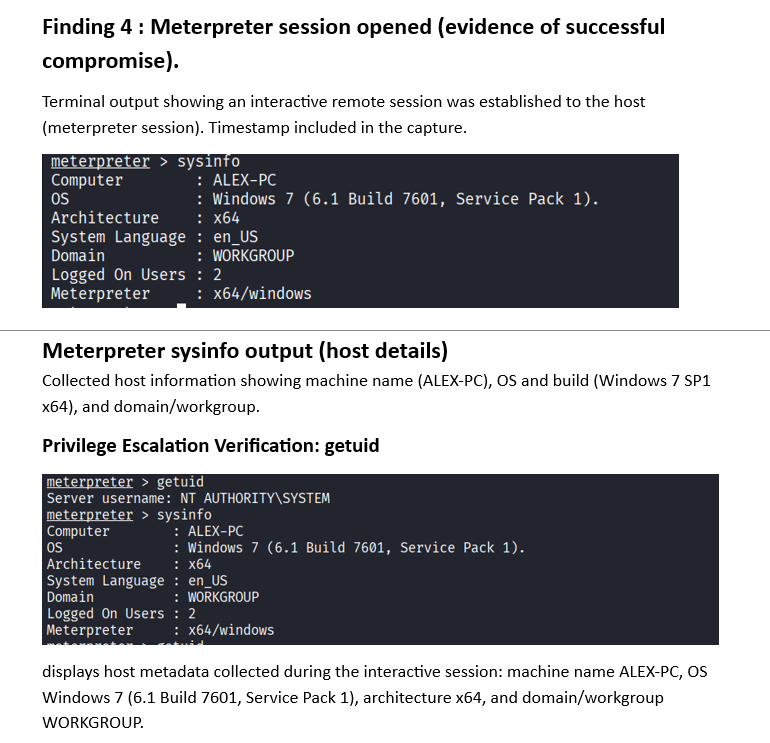 Finding 4 : Meterpreter session opened (evidence of successful
compromise).
Terminal output showing an interactive remote session was established to the host
(meterpreter session). Timestamp included in the capture.
meterpreter > sysinfo
Computer : ALEX-PC
OS : Windows 7 (6.1 Build 7601, Service Pack 1).
Architecture : x64
System Language : en_US
Domain : WORKGROUP
Logged On Users : 2
Meterpreter : x64/windows
Meterpreter sysinfo output (host details)
Collected host information showing machine name (ALEX-PC), OS and build (Windows 7 SP1
x64), and domain/workgroup.
Privilege Escalation Verification: getuid
meterpreter > getuid
Server username: NT AUTHORITY\SYSTEM
meterpreter > sysinfo
Computer : ALEX-PC
OS : Windows 7 (6.1 Build 7601, Service Pack 1).
Architecture : x64
System Language : en_US
Domain : WORKGROUP
Logged On Users : 2
Meterpreter : x64/windows
displays host metadata collected during the interactive session: machine name ALEX-PC, OS
Windows 7 (6.1 Build 7601, Service Pack 1), architecture x64, and domain/workgroup
WORKGROUP.